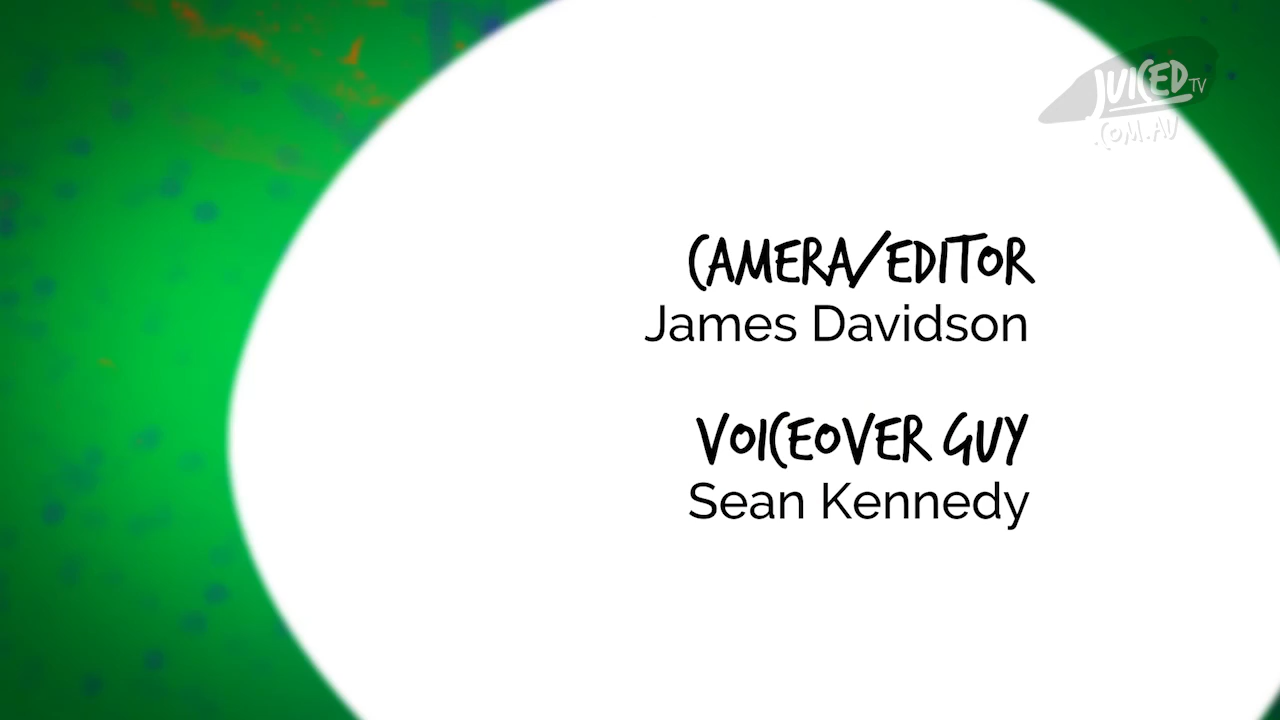 JUICED TV
.COM.AU
CAMERA/EDITOR
James Davidson
VOICEOVER GUY
Sean Kennedy